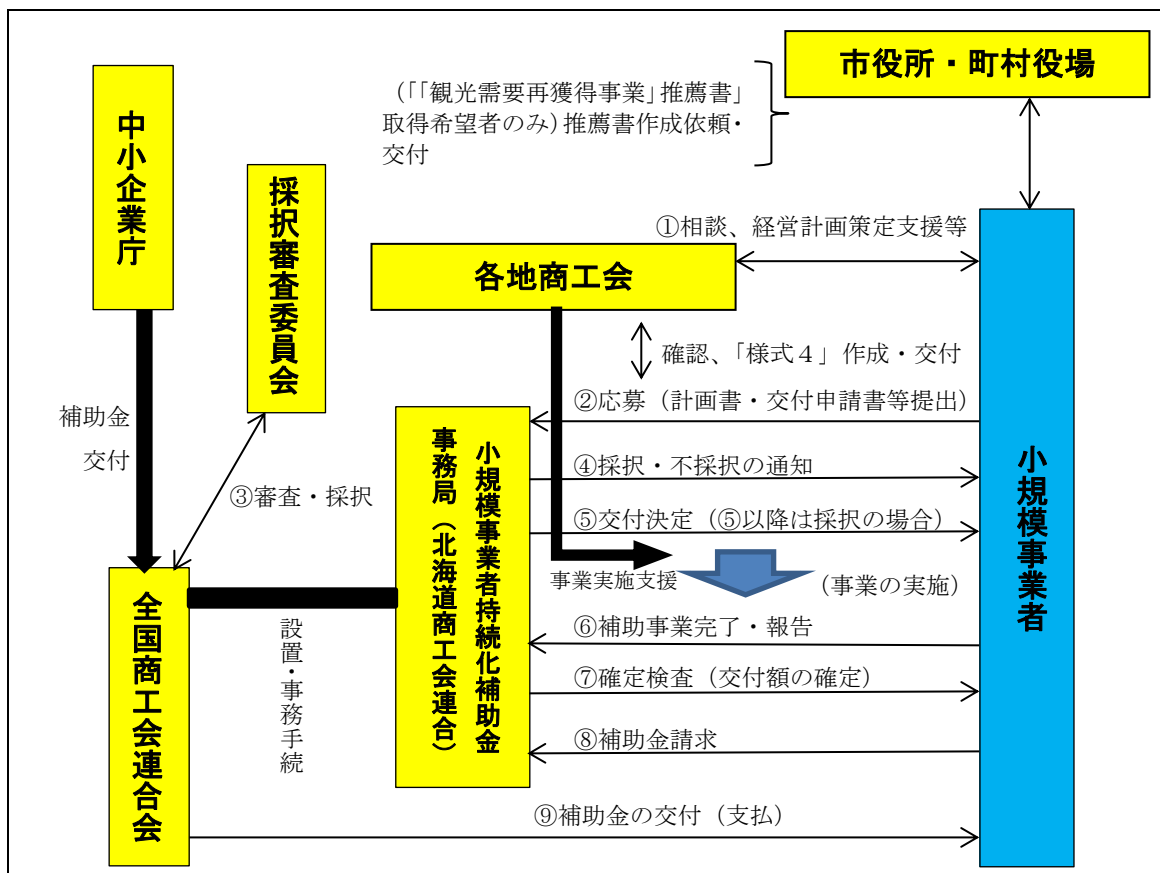 市役所・町村役場
（「「観光需要再獲得事業」推薦書」
取得希望者のみ）推薦書作成依頼・
交付
中小企業庁
採択審査委員会
①相談、経営計画策定支援等
各地商工会
確認、「様式４」作成・交付
②応募（計画書・交付申請書等提出）
補助金
交付
③審査・採択
小規模事業者持続化補助金
事務局（北海道商工会連合）
④採択・不採択の通知
⑤交付決定（⑤以降は採択の場合）
事業実施支援
（事業の実施）
小規模事業者
全国商工会連合会
設置・事務手続
⑥補助事業完了・報告
⑦確定検査（交付額の確定）
⑧補助金請求
⑨補助金の交付（支払）